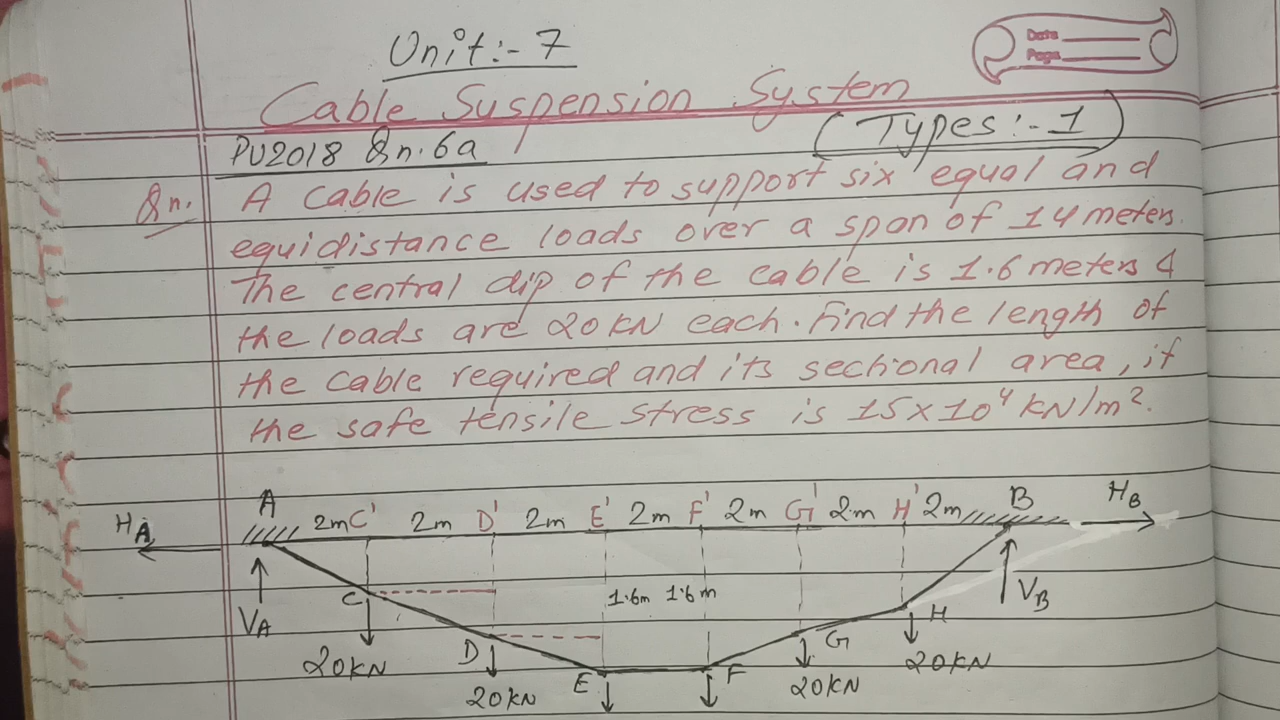 Unit:- 7
Date
Page
Cable Suspension System
(Types:-1)
PU2018 Qn.6a
Qn. A cable is used to support six equal and
equidistance loads over a span of 14 meters.
The central dip of the cable is 1.6 meters &
the loads are 20 KN each. Find the length of
the cable required and its sectional area, if
the safe tensile stress is 15×10⁴ KN/m².
HA A 2m C' 2m D' 2m E' 2m F' 2m G' 2m H' 2m B HB
VA C 1.6m 1.6m H VB
20KN D G 20KN
20KN E F 20KN